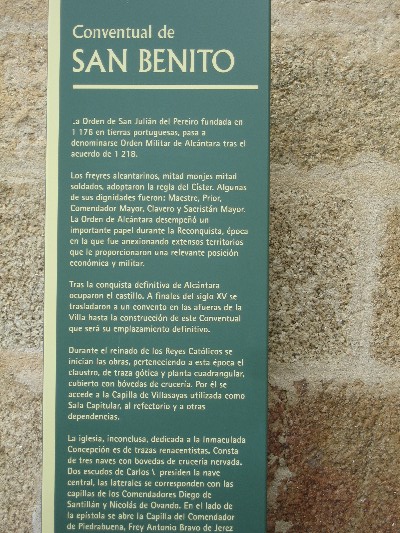 Conventual de
SAN BENITO
.a Orden de San Julián del Pereiro fundada en
1 176 en tierras portuguesas, pasa a
denominarse Orden Militar de Alcántara tras el
acuerdo de 1 218.
Los freyres alcantarinos, mitad monjes mitad
soldados, adoptaron la regla del Císter. Algunas
de sus dignidades fueron: Maestre, Prior,
Comendador Mayor, Clavero y Sacristán Mayor.
La Orden de Alcántara desempeñó un
importante papel durante la Reconquista, época
en la que fue anexionando extensos territorios
que le proporcionaron una relevante posición
económica y militar.
Tras la conquista definitiva de Alcántara
ocuparon el castillo. A finales del siglo XV se
trasladaron a un convento en las afueras de la
Villa hasta la construcción de este Conventual
que será su emplazamiento definitivo.
Durante el reinado de los Reyes Católicos se
inician las obras, perteneciendo a esta época el
claustro, de traza gótica y planta cuadrangular,
cubierto con bóvedas de crucería. Por él se
accede a la Capilla de Villasayas utilizada como
Sala Capitular, al refectorio y a otras
dependencias.
La iglesia, inconclusa, dedicada a la Inmaculada
Concepción es de trazas renacentistas. Consta
de tres naves con bovedas de crucería nervada.
Dos escudos de Carlos \ presiden la nave
central, las laterales se corresponden con las
capillas de los Comendadores Diego de
Santillán y Nicolás de Ovando. En el lado de
la epístola se abre la Capilla del Comendador
de Piedrabuena, Frey Antonio Bravo de Jerez